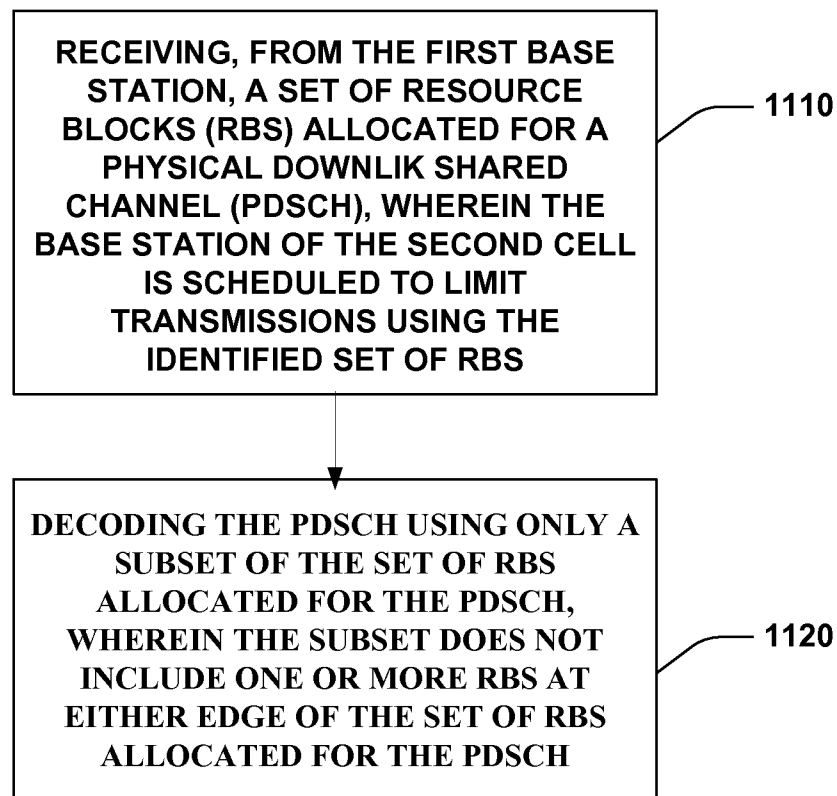 RECEIVING, FROM THE FIRST BASE
STATION, A SET OF RESOURCE
BLOCKS (RBS) ALLOCATED FOR A
PHYSICAL DOWNLIK SHARED
CHANNEL (PDSCH), WHEREIN THE
BASE STATION OF THE SECOND CELL
IS SCHEDULED TO LIMIT
TRANSMISSIONS USING THE
IDENTIFIED SET OF RBS
1110
DECODING THE PDSCH USING ONLY A
SUBSET OF THE SET OF RBS
ALLOCATED FOR THE PDSCH,
WHEREIN THE SUBSET DOES NOT
INCLUDE ONE OR MORE RBS AT
EITHER EDGE OF THE SET OF RBS
ALLOCATED FOR THE PDSCH
1120